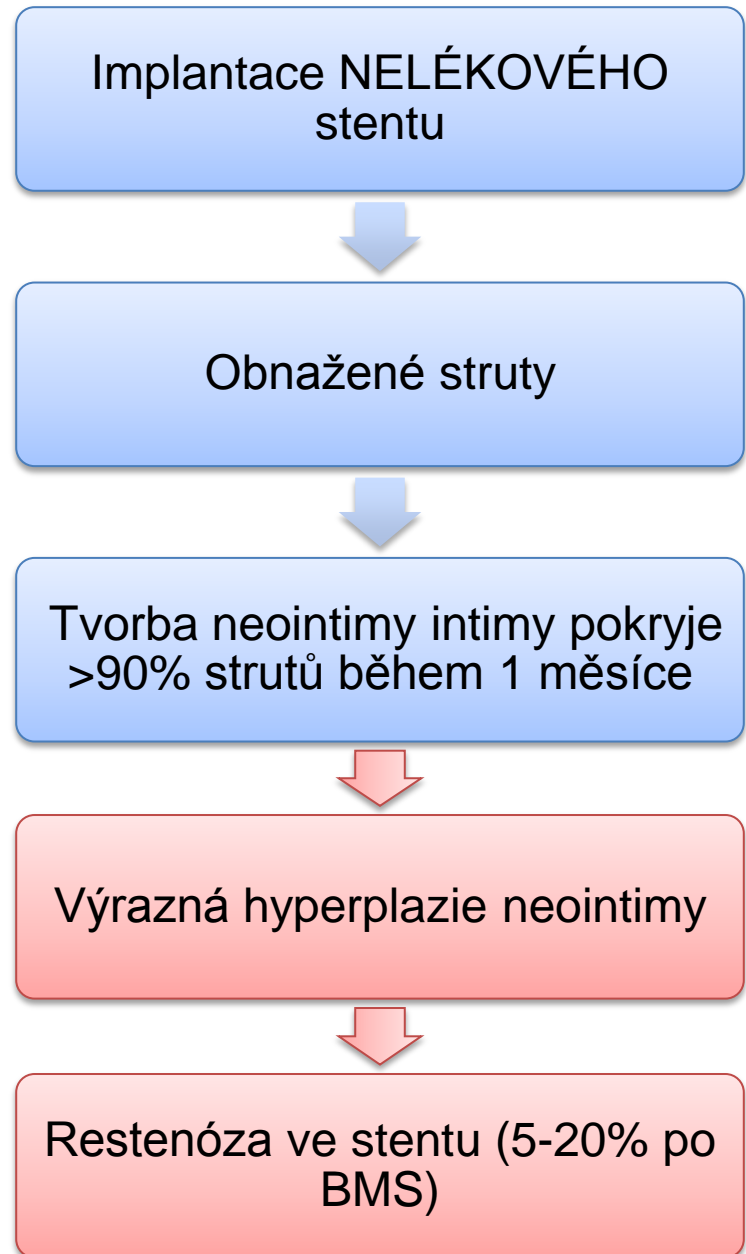 Implantace NELÉKOVÉHO
stentu
Obnažené struty
Tvorba neointimy intimy pokryje
>90% strutů během 1 měsíce
Výrazná hyperplazie neointimy
Restenóza ve stentu (5-20% po
BMS)